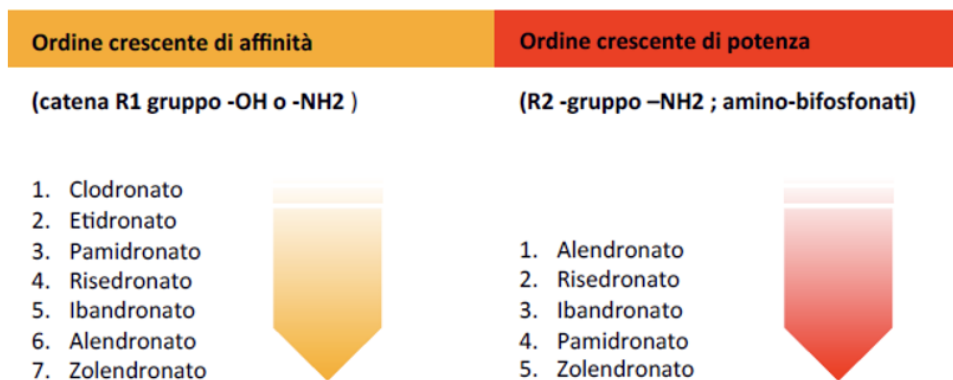 Ordine crescente di affinità
(catena R1 gruppo -OH o -NH2 )
1. Clodronato
2. Etidronato
3. Pamidronato
4. Risedronato
5. Ibandronato
6. Alendronato
7. Zolendronato
Ordine crescente di potenza
(R2 -gruppo –NH2 ; amino-bifosfonati)
1. Alendronato
2. Risedronato
3. Ibandronato
4. Pamidronato
5. Zolendronato